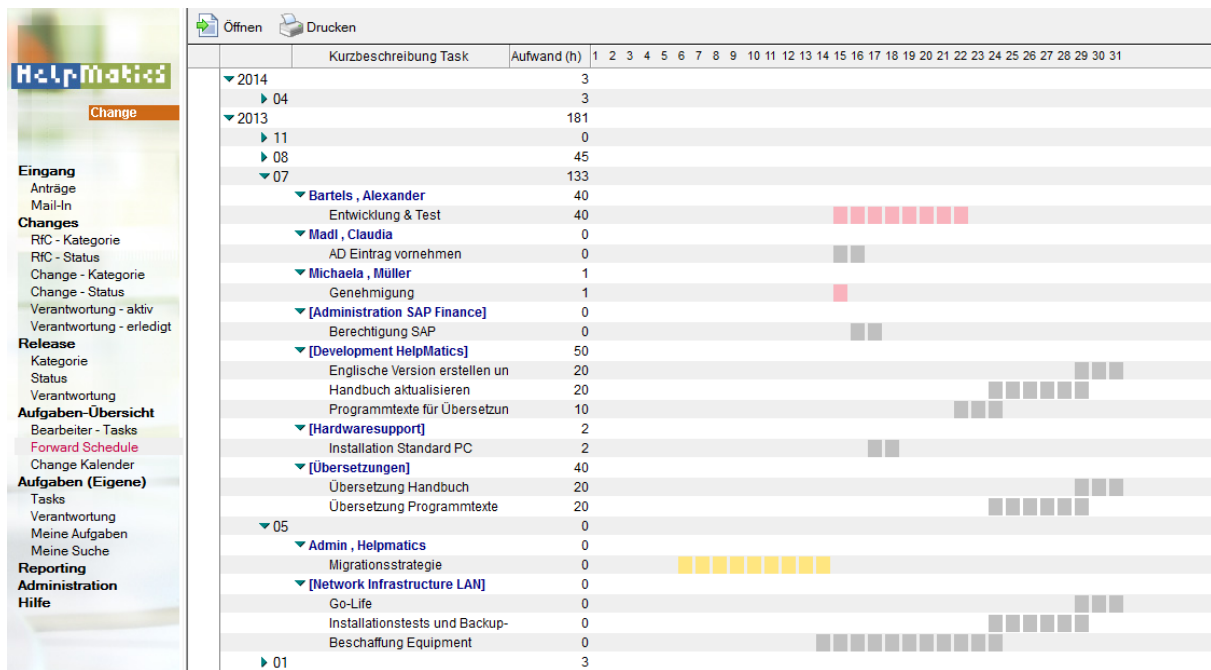 HelpMatics
Change
Eingang
Anträge
Mail-In
Changes
RfC - Kategorie
RfC - Status
Change - Kategorie
Change - Status
Verantwortung - aktiv
Verantwortung - erledigt
Release
Kategorie
Status
Verantwortung
Aufgaben-Übersicht
Bearbeiter - Tasks
Forward Schedule
Change Kalender
Aufgaben (Eigene)
Tasks
Verantwortung
Meine Aufgaben
Meine Suche
Reporting
Administration
Hilfe
Öffnen Drucken
Kurzbeschreibung Task Aufwand (h) 1 2 3 4 5 6 7 8 9 10 11 12 13 14 15 16 17 18 19 20 21 22 23 24 25 26 27 28 29 30 31
2014 3
04 3
2013 181
11 0
08 45
07 133
Bartels , Alexander 40
Entwicklung & Test 40
Madl , Claudia 0
AD Eintrag vornehmen 0
Michaela , Müller 1
Genehmigung 1
[Administration SAP Finance] 0
Berechtigung SAP 0
[Development HelpMatics] 50
Englische Version erstellen un 20
Handbuch aktualisieren 20
Programmtexte für Übersetzun 10
[Hardwaresupport] 2
Installation Standard PC 2
[Übersetzungen] 40
Übersetzung Handbuch 20
Übersetzung Programmtexte 20
05 0
Admin , Helpmatics 0
Migrationsstrategie 0
[Network Infrastructure LAN] 0
Go-Life 0
Installationstests und Backup- 0
Beschaffung Equipment 0
01 3